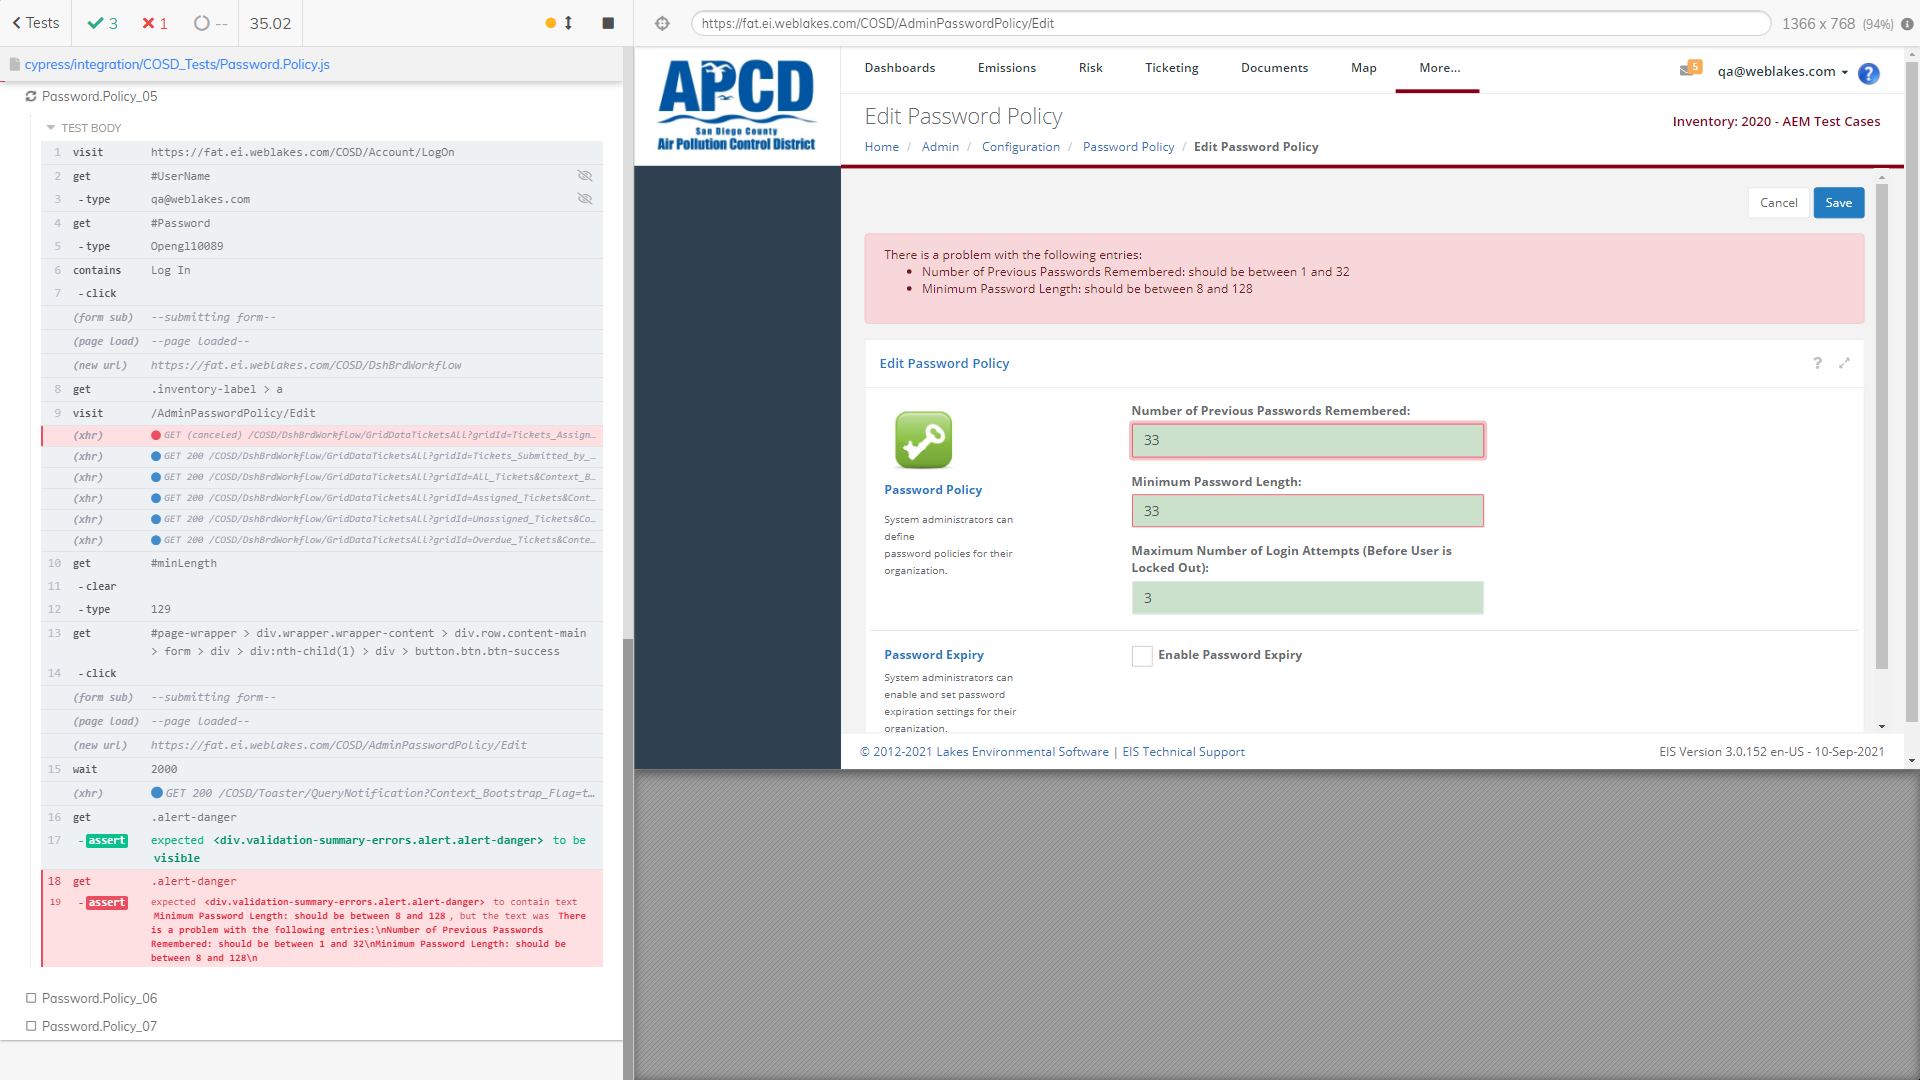 Tests
3
1
--
35.02
cypress/integration/COSD_Tests/Password.Policy.js
Password.Policy_05
TEST BODY
1 visit https://fat.ei.weblakes.com/COSD/Account/LogOn
2 get #UserName
3 -type qa@weblakes.com
4 get #Password
5 -type Opengl10089
6 contains Log In
7 -click
(form sub) --submitting form--
(page load) --page loaded--
(new url) https://fat.ei.weblakes.com/COSD/DshBrdWorkflow
8 get .inventory-label > a
9 visit /AdminPasswordPolicy/Edit
(xhr) GET (canceled) /COSD/DshBrdWorkflow/GridDataTicketsAll?gridId=Tickets_Assign…
(xhr) GET 200 /COSD/DshBrdWorkflow/GridDataTicketsAll?gridId=Tickets_Submitted_by_…
(xhr) GET 200 /COSD/DshBrdWorkflow/GridDataTicketsAll?gridId=All_Tickets&Context_B…
(xhr) GET 200 /COSD/DshBrdWorkflow/GridDataTicketsAll?gridId=Assigned_Tickets&Cont…
(xhr) GET 200 /COSD/DshBrdWorkflow/GridDataTicketsAll?gridId=Unassigned_Tickets&Co…
(xhr) GET 200 /COSD/DshBrdWorkflow/GridDataTicketsAll?gridId=Overdue_Tickets&Conte…
10 get #minLength
11 -clear
12 -type 129
13 get #page-wrapper > div.wrapper.wrapper-content > div.row.content-main
> form > div > div:nth-child(1) > div > button.btn.btn-success
14 -click
(form sub) --submitting form--
(page load) --page loaded--
(new url) https://fat.ei.weblakes.com/COSD/AdminPasswordPolicy/Edit
15 wait 2000
(xhr) GET 200 /COSD/Toaster/QueryNotification?Context_Bootstrap_Flag=t…
16 get .alert-danger
17 -assert expected <div.validation-summary-errors.alert.alert-danger> to be
visible
18 get .alert-danger
19 -assert expected <div.validation-summary-errors.alert.alert-danger> to contain text
Minimum Password Length: should be between 8 and 128 , but the text was There
is a problem with the following entries:\nNumber of Previous Passwords
Remembered: should be between 1 and 32\nMinimum Password Length: should be
between 8 and 128\n
Password.Policy_06
Password.Policy_07
https://fat.ei.weblakes.com/COSD/AdminPasswordPolicy/Edit
1366 x 768 (94%)
APCD
San Diego County
Air Pollution Control District
Dashboards
Emissions
Risk
Ticketing
Documents
Map
More...
5
qa@weblakes.com
?
Edit Password Policy
Inventory: 2020 - AEM Test Cases
Home / Admin / Configuration / Password Policy / Edit Password Policy
Cancel
Save
There is a problem with the following entries:
Number of Previous Passwords Remembered: should be between 1 and 32
Minimum Password Length: should be between 8 and 128
Edit Password Policy
?
Number of Previous Passwords Remembered:
33
Minimum Password Length:
33
Password Policy
System administrators can
define
password policies for their
organization.
Maximum Number of Login Attempts (Before User is
Locked Out):
3
Password Expiry
Enable Password Expiry
System administrators can
enable and set password
expiration settings for their
organization.
© 2012-2021 Lakes Environmental Software | EIS Technical Support
EIS Version 3.0.152 en-US - 10-Sep-2021